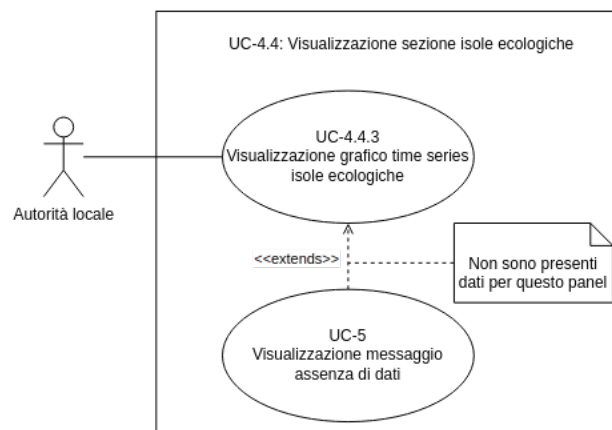 UC-4.4: Visualizzazione sezione isole ecologiche
UC-4.4.3
Visualizzazione grafico time series
isole ecologiche
Autorità locale
<<extends>>
Non sono presenti
dati per questo panel
UC-5
Visualizzazione messaggio
assenza di dati